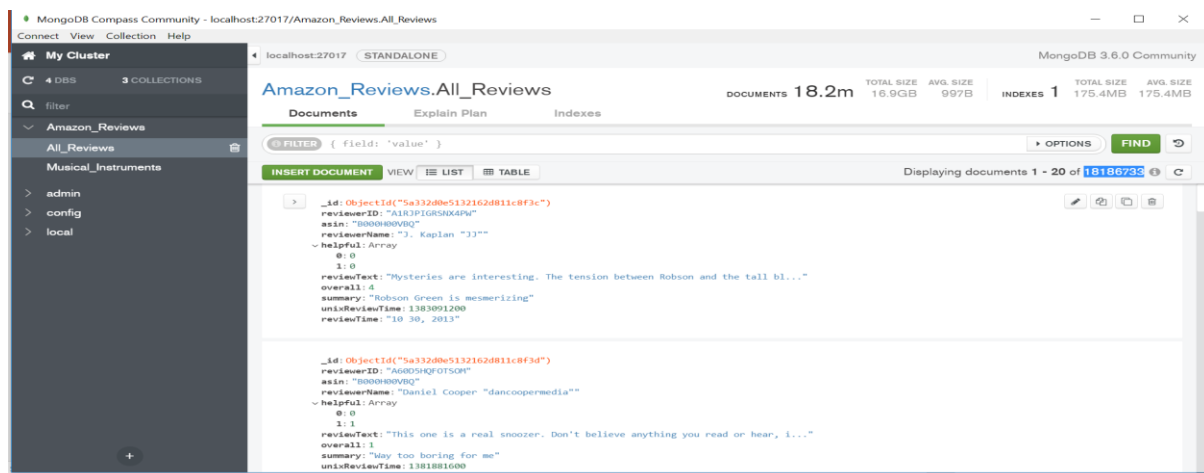 MongoDB Compass Community - localhost:27017/Amazon_Reviews.All_Reviews
Connect View Collection Help
My Cluster
localhost:27017 STANDALONE
MongoDB 3.6.0 Community
4 DBS 3 COLLECTIONS
filter
Amazon_Reviews
All_Reviews
Musical_Instruments
admin
config
local
Amazon_Reviews.All_Reviews
DOCUMENTS 18.2m TOTAL SIZE 16.9GB AVG. SIZE 997B INDEXES 1 TOTAL SIZE 175.4MB AVG. SIZE 175.4MB
Documents Explain Plan Indexes
FILTER { field: 'value' } OPTIONS FIND
INSERT DOCUMENT VIEW LIST TABLE Displaying documents 1 - 20 of 18186733
_id: ObjectId("5a332d0e5132162d811c8f3c")
reviewerID: "A1RJPIGRSNX4PW"
asin: "B000H00VBQ"
reviewerName: "J. Kaplan "JJ""
helpful: Array
0: 0
1: 0
reviewText: "Mysteries are interesting. The tension between Robson and the tall bl..."
overall: 4
summary: "Robson Green is mesmerizing"
unixReviewTime: 1383091200
reviewTime: "10 30, 2013"
_id: ObjectId("5a332d0e5132162d811c8f3d")
reviewerID: "A60D5HQFOTSOM"
asin: "B000H00VBQ"
reviewerName: "Daniel Cooper "dancoopermedia""
helpful: Array
0: 0
1: 1
reviewText: "This one is a real snoozer. Don't believe anything you read or hear, i..."
overall: 1
summary: "Way too boring for me"
unixReviewTime: 1381881600